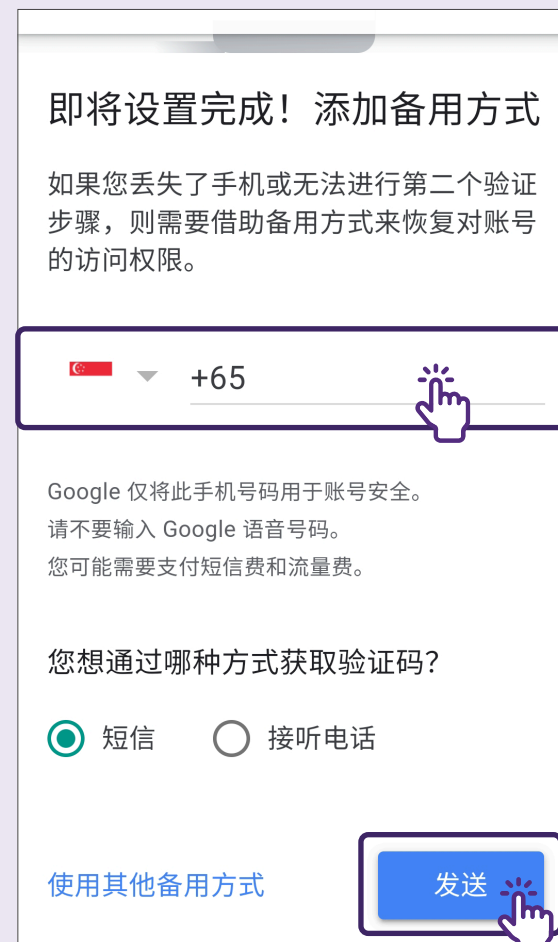 即将设置完成！添加备用方式
如果您丢失了手机或无法进行第二个验证
步骤，则需要借助备用方式来恢复对账号
的访问权限。
+65
Google 仅将此手机号码用于账号安全。
请不要输入 Google 语音号码。
您可能需要支付短信费和流量费。
您想通过哪种方式获取验证码？
短信 接听电话
使用其他备用方式 发送